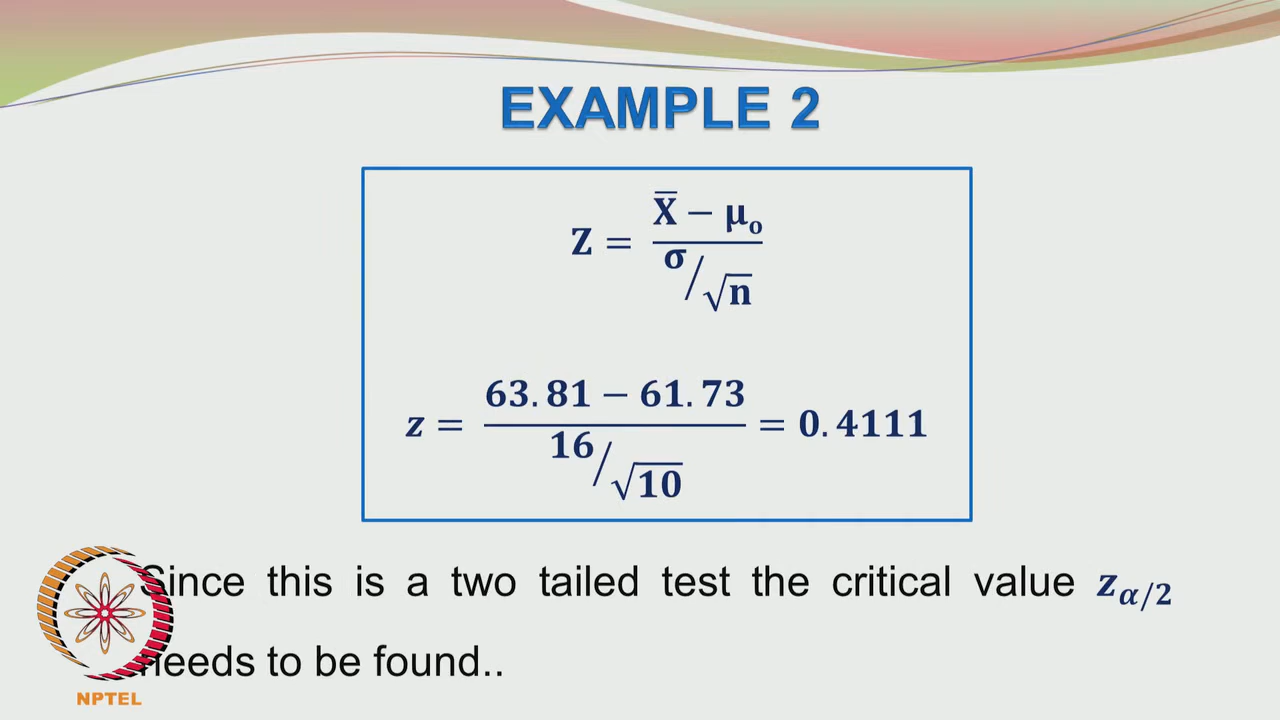 EXAMPLE 2
Z = X̄ − μₒ / σ/√n
z = 63.81 − 61.73 / 16/√10 = 0.4111
Since this is a two tailed test the critical value z_α/2
needs to be found..
NPTEL